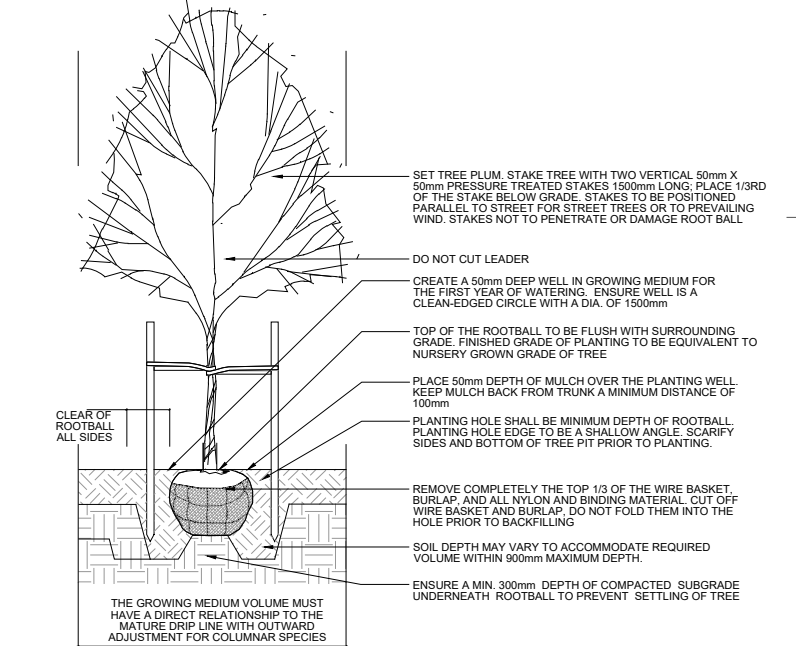 SET TREE PLUM. STAKE TREE WITH TWO VERTICAL 50mm X
50mm PRESSURE TREATED STAKES 1500mm LONG; PLACE 1/3RD
OF THE STAKE BELOW GRADE. STAKES TO BE POSITIONED
PARALLEL TO STREET FOR STREET TREES OR TO PREVAILING
WIND. STAKES NOT TO PENETRATE OR DAMAGE ROOT BALL
DO NOT CUT LEADER
CREATE A 50mm DEEP WELL IN GROWING MEDIUM FOR
THE FIRST YEAR OF WATERING. ENSURE WELL IS A
CLEAN-EDGED CIRCLE WITH A DIA. OF 1500mm
TOP OF THE ROOTBALL TO BE FLUSH WITH SURROUNDING
GRADE. FINISHED GRADE OF PLANTING TO BE EQUIVALENT TO
NURSERY GROWN GRADE OF TREE
PLACE 50mm DEPTH OF MULCH OVER THE PLANTING WELL.
KEEP MULCH BACK FROM TRUNK A MINIMUM DISTANCE OF
100mm
CLEAR OF
ROOTBALL
ALL SIDES
PLANTING HOLE SHALL BE MINIMUM DEPTH OF ROOTBALL.
PLANTING HOLE EDGE TO BE A SHALLOW ANGLE. SCARIFY
SIDES AND BOTTOM OF TREE PIT PRIOR TO PLANTING.
REMOVE COMPLETELY THE TOP 1/3 OF THE WIRE BASKET,
BURLAP, AND ALL NYLON AND BINDING MATERIAL. CUT OFF
WIRE BASKET AND BURLAP, DO NOT FOLD THEM INTO THE
HOLE PRIOR TO BACKFILLING
SOIL DEPTH MAY VARY TO ACCOMMODATE REQUIRED
VOLUME WITHIN 900mm MAXIMUM DEPTH.
ENSURE A MIN. 300mm DEPTH OF COMPACTED SUBGRADE
UNDERNEATH ROOTBALL TO PREVENT SETTLING OF TREE
THE GROWING MEDIUM VOLUME MUST
HAVE A DIRECT RELATIONSHIP TO THE
MATURE DRIP LINE WITH OUTWARD
ADJUSTMENT FOR COLUMNAR SPECIES